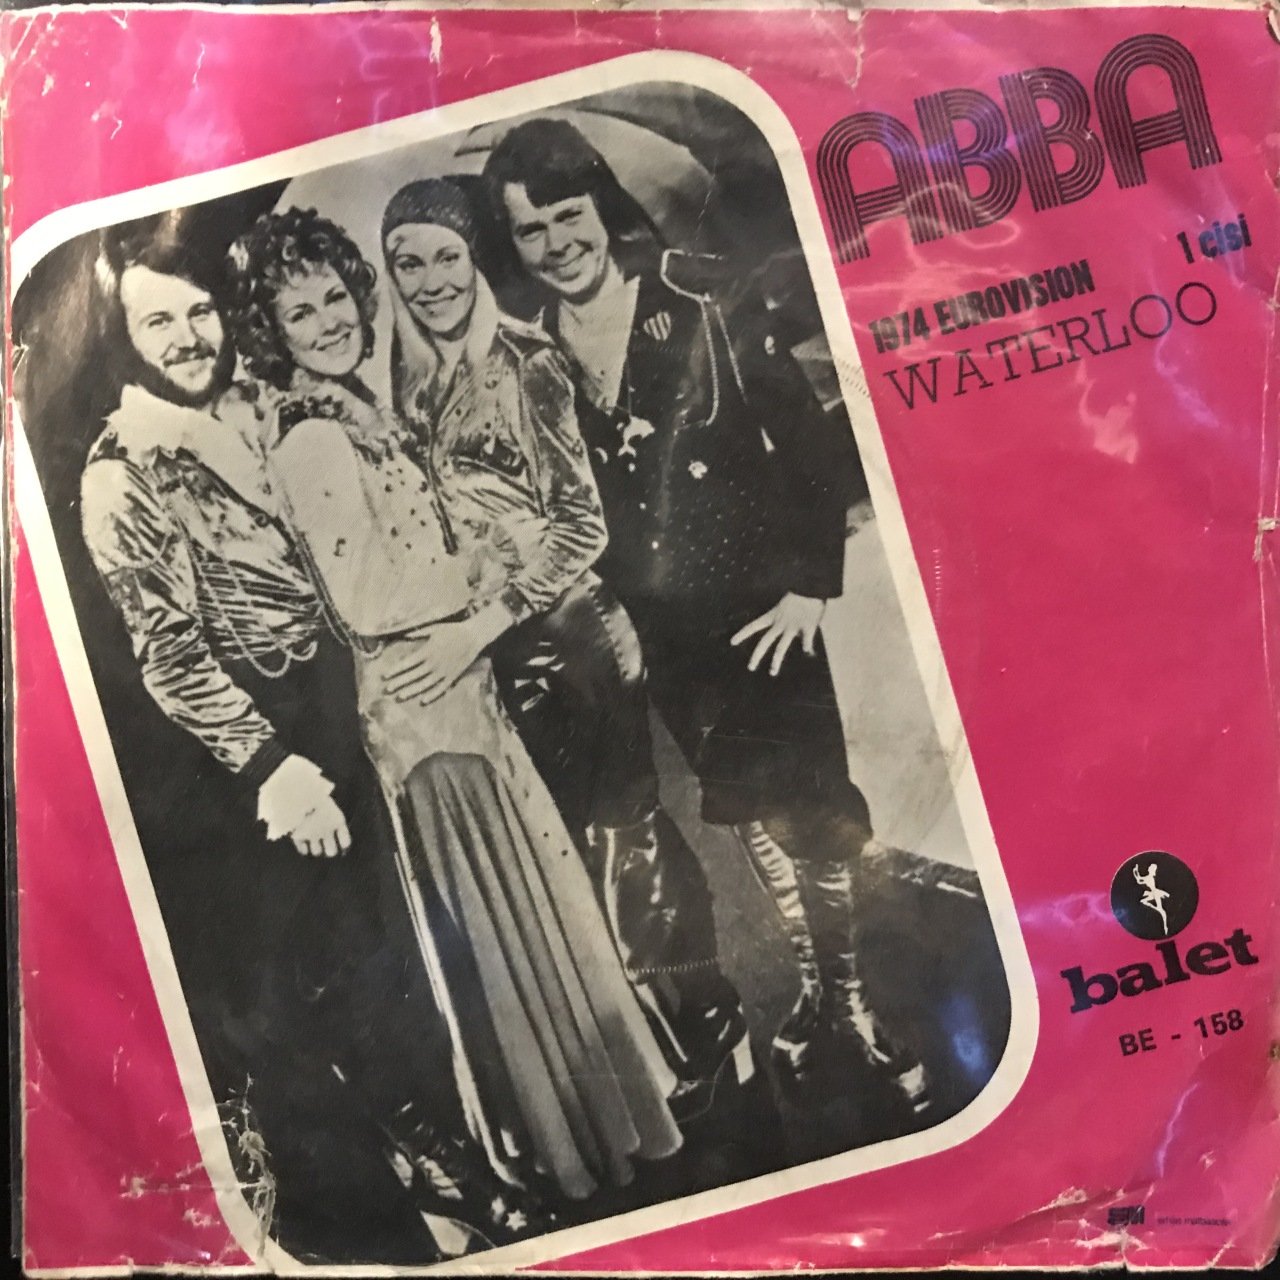 ABBA
1974 EUROVISION 1 cisi
WATERLOO
balet
BE - 158